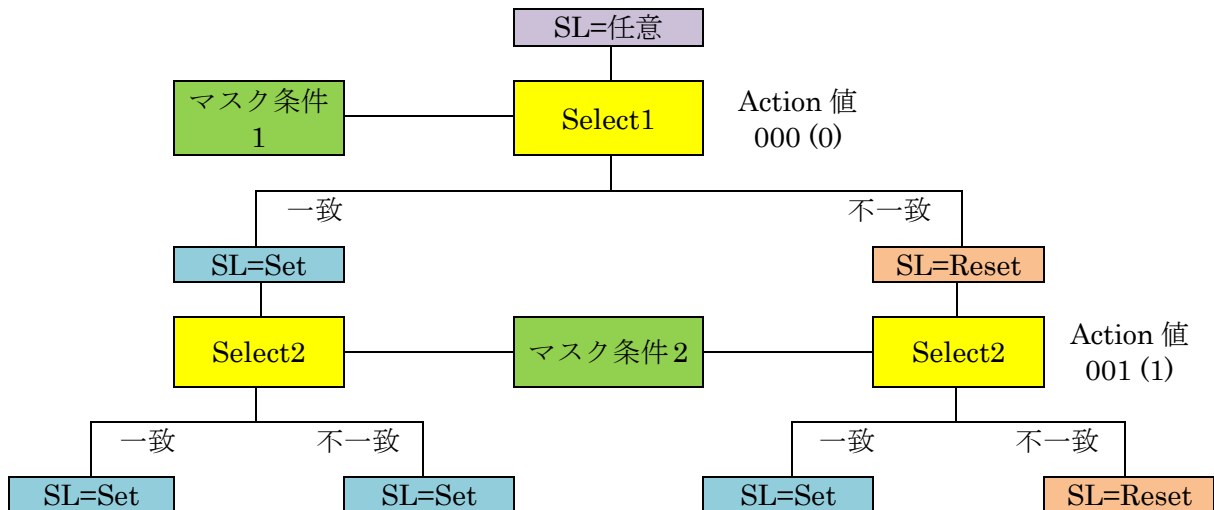 SL=任意
マスク条件
1
Select1
Action 値
000 (0)
一致
不一致
SL=Set
SL=Reset
Select2
マスク条件2
Select2
Action 値
001 (1)
一致
不一致
一致
不一致
SL=Set
SL=Set
SL=Set
SL=Reset